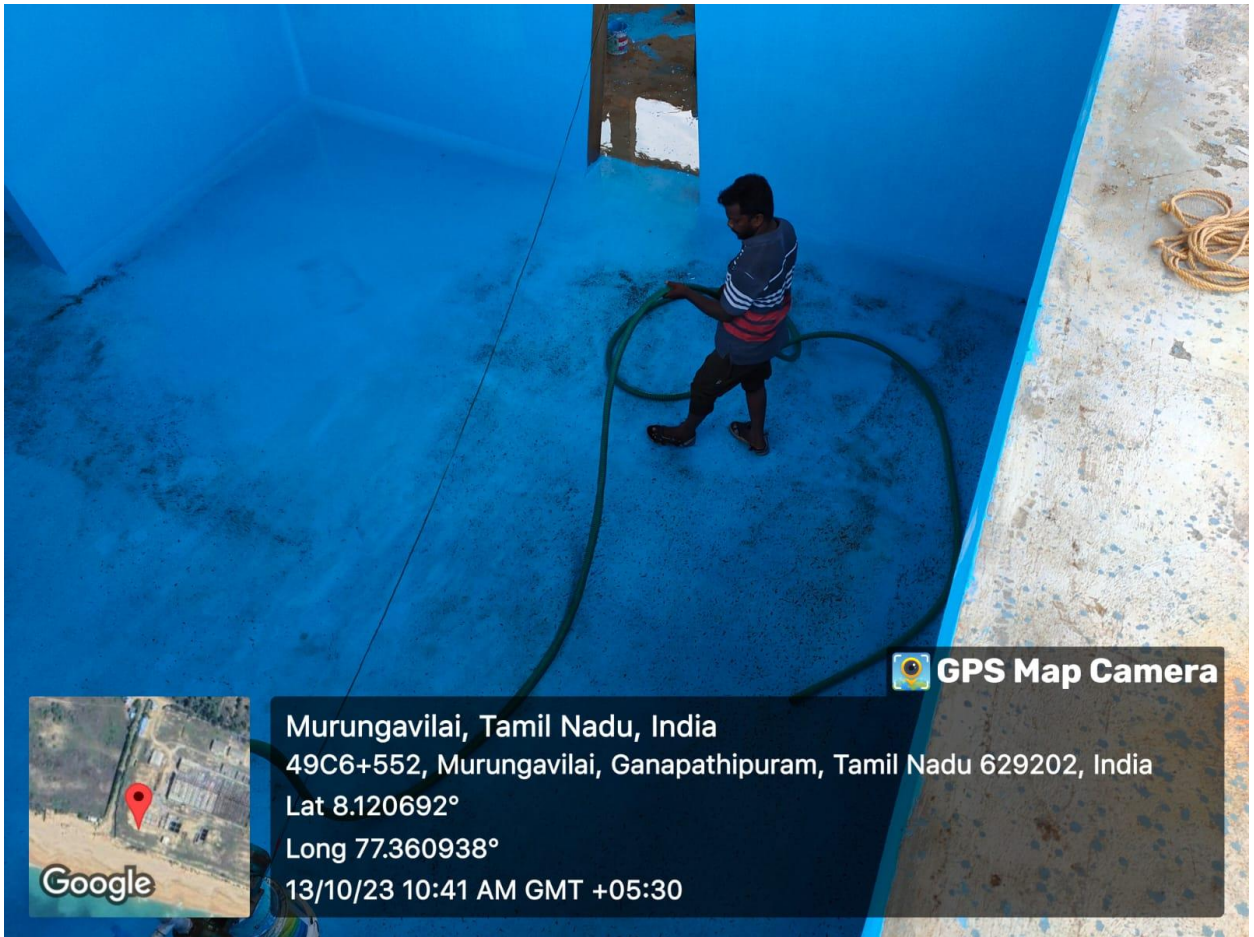 GPS Map Camera
Murungavilai, Tamil Nadu, India
49C6+552, Murungavilai, Ganapathipuram, Tamil Nadu 629202, India
Lat 8.120692°
Long 77.360938°
13/10/23 10:41 AM GMT +05:30
Google